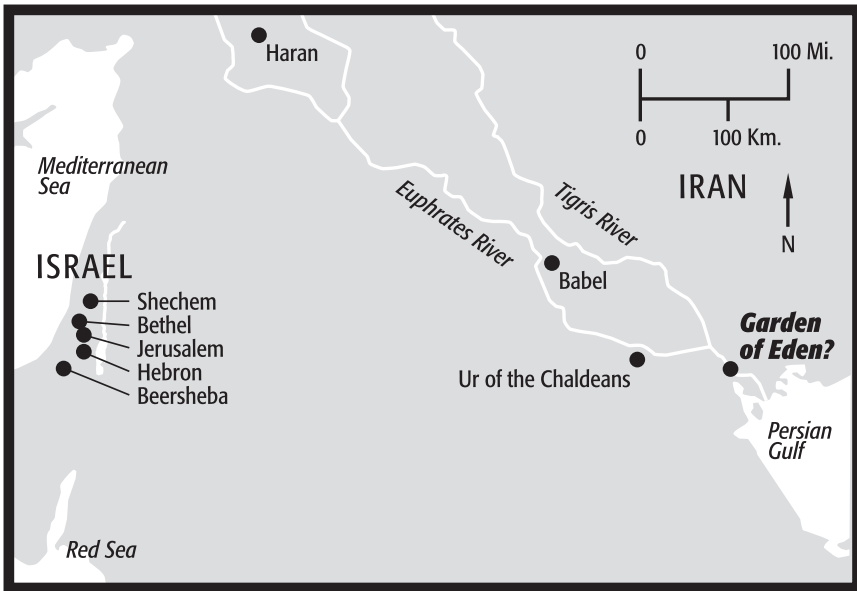 Haran
0
100 Mi.
0
100 Km.
Mediterranean
Sea
IRAN
N
Euphrates River
Tigris River
ISRAEL
Babel
Shechem
Bethel
Jerusalem
Hebron
Beersheba
Garden
of Eden?
Ur of the Chaldeans
Persian
Gulf
Red Sea